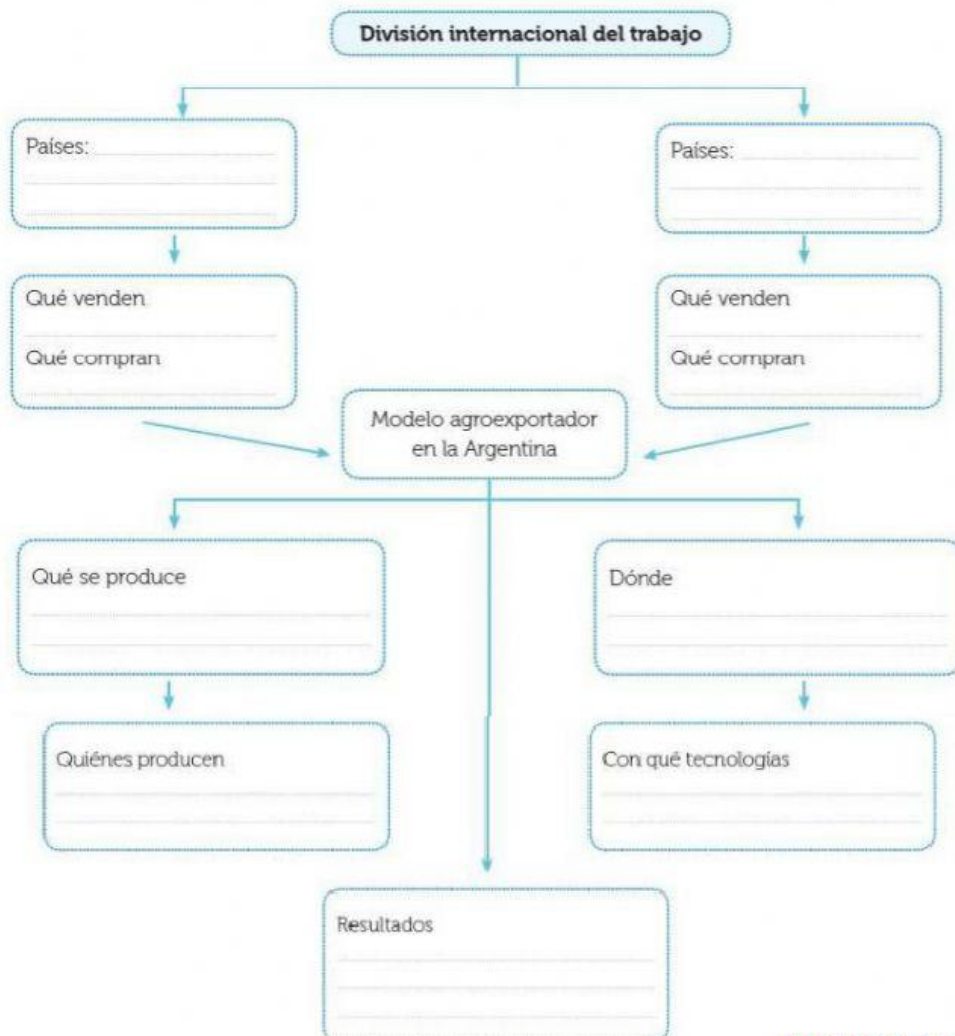 División internacional del trabajo
Países:
Países:
Qué venden
Qué compran
Qué venden
Qué compran
Modelo agroexportador
en la Argentina
Qué se produce
Dónde
Quiénes producen
Con qué tecnologías
Resultados